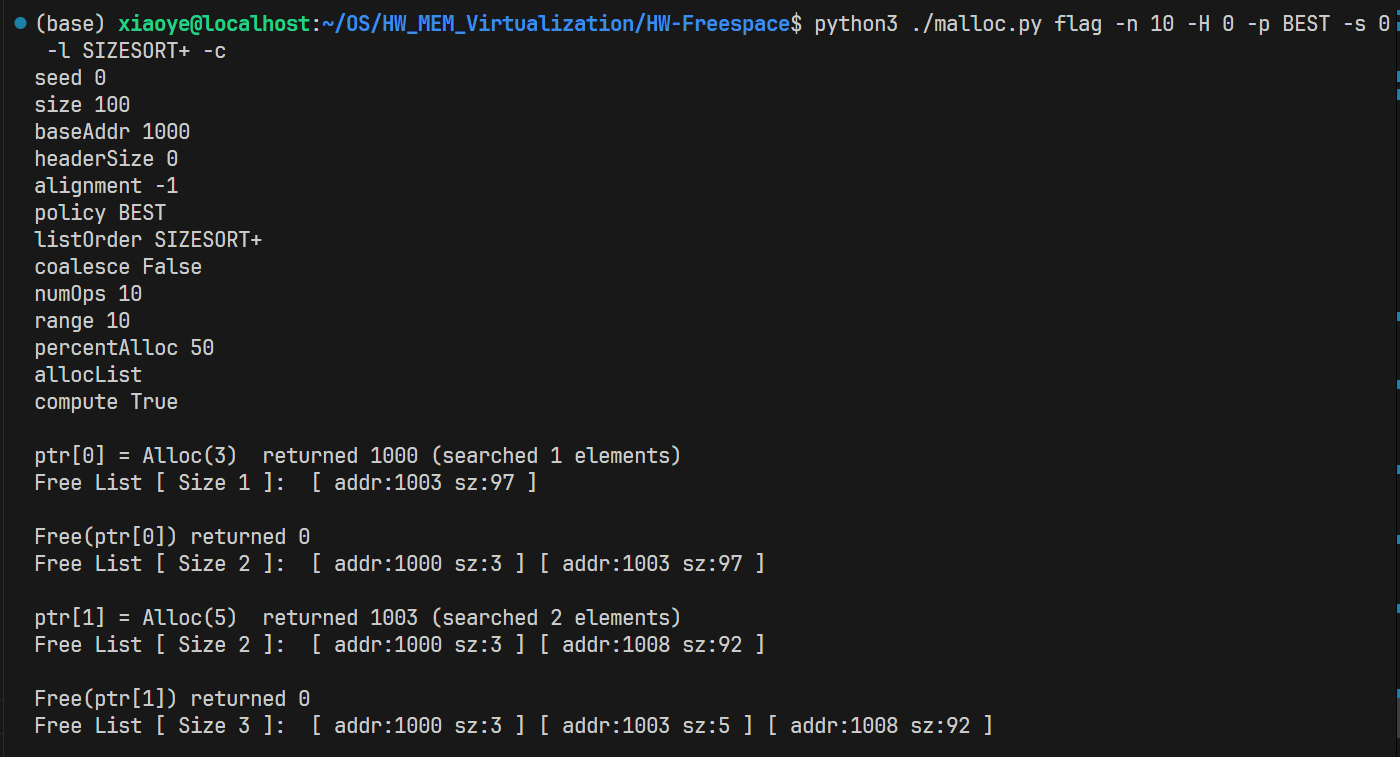 (base) xiaoye@localhost:~/OS/HW_MEM_Virtualization/HW-Freespace$ python3 ./malloc.py flag -n 10 -H 0 -p BEST -s 0
-l SIZESORT+ -c
seed 0
size 100
baseAddr 1000
headerSize 0
alignment -1
policy BEST
listOrder SIZESORT+
coalesce False
numOps 10
range 10
percentAlloc 50
allocList
compute True
ptr[0] = Alloc(3)  returned 1000 (searched 1 elements)
Free List [ Size 1 ]:  [ addr:1003 sz:97 ]
Free(ptr[0]) returned 0
Free List [ Size 2 ]:  [ addr:1000 sz:3 ] [ addr:1003 sz:97 ]
ptr[1] = Alloc(5)  returned 1003 (searched 2 elements)
Free List [ Size 2 ]:  [ addr:1000 sz:3 ] [ addr:1008 sz:92 ]
Free(ptr[1]) returned 0
Free List [ Size 3 ]:  [ addr:1000 sz:3 ] [ addr:1003 sz:5 ] [ addr:1008 sz:92 ]